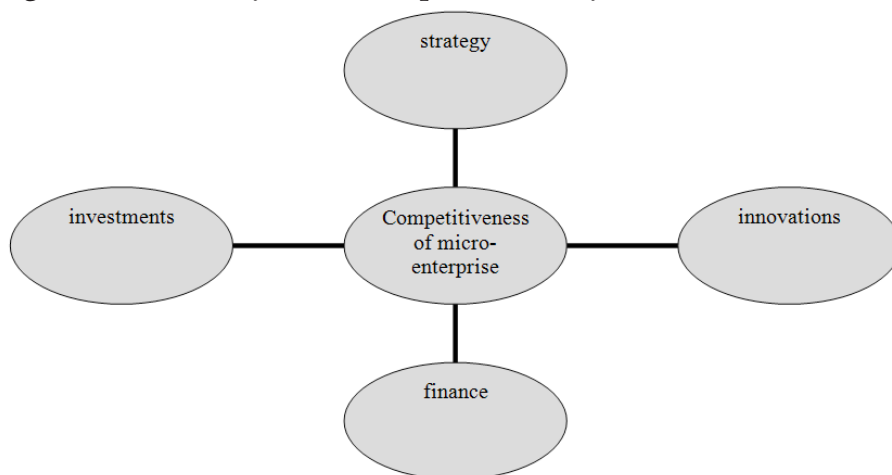 strategy
investments
Competitiveness
of micro-
enterprise
innovations
finance